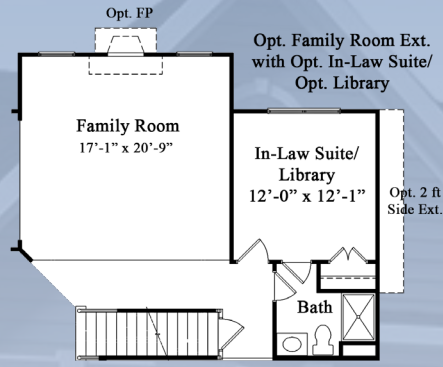 Opt. FP
Opt. Family Room Ext.
with Opt. In-Law Suite/
Opt. Library
Family Room
17'-1" x 20'-9"
In-Law Suite/
Library
12'-0" x 12'-1"
Opt. 2 ft
Side Ext.
Bath